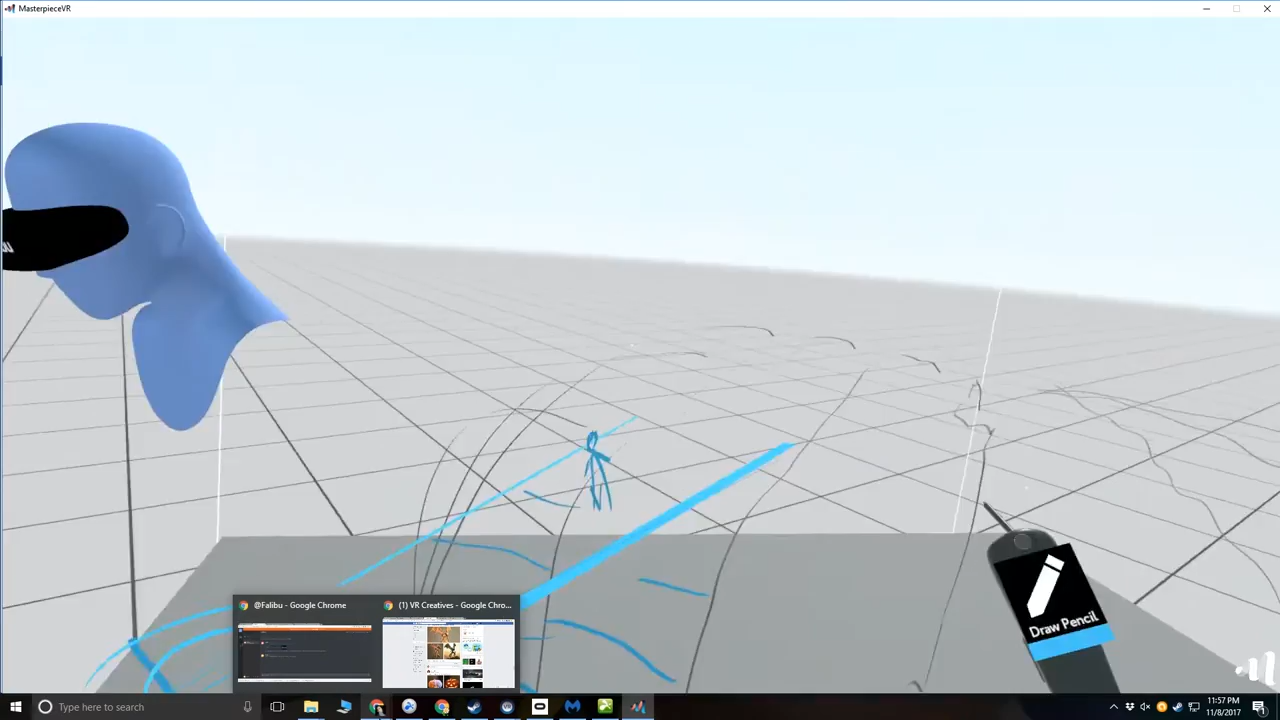 MasterpieceVR
Draw Pencil
@Falibu - Google Chrome
(1) VR Creatives - Google Chro...
Type here to search
11:57 PM
11/8/2017